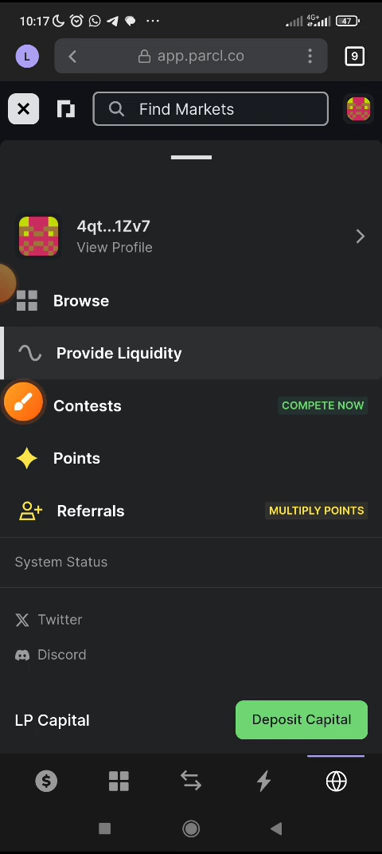 10:17
4G+
47
L
app.parcl.co
9
Find Markets
4qt...1Zv7
View Profile
Browse
Provide Liquidity
Contests
COMPETE NOW
Points
Referrals
MULTIPLY POINTS
System Status
Twitter
Discord
LP Capital
Deposit Capital